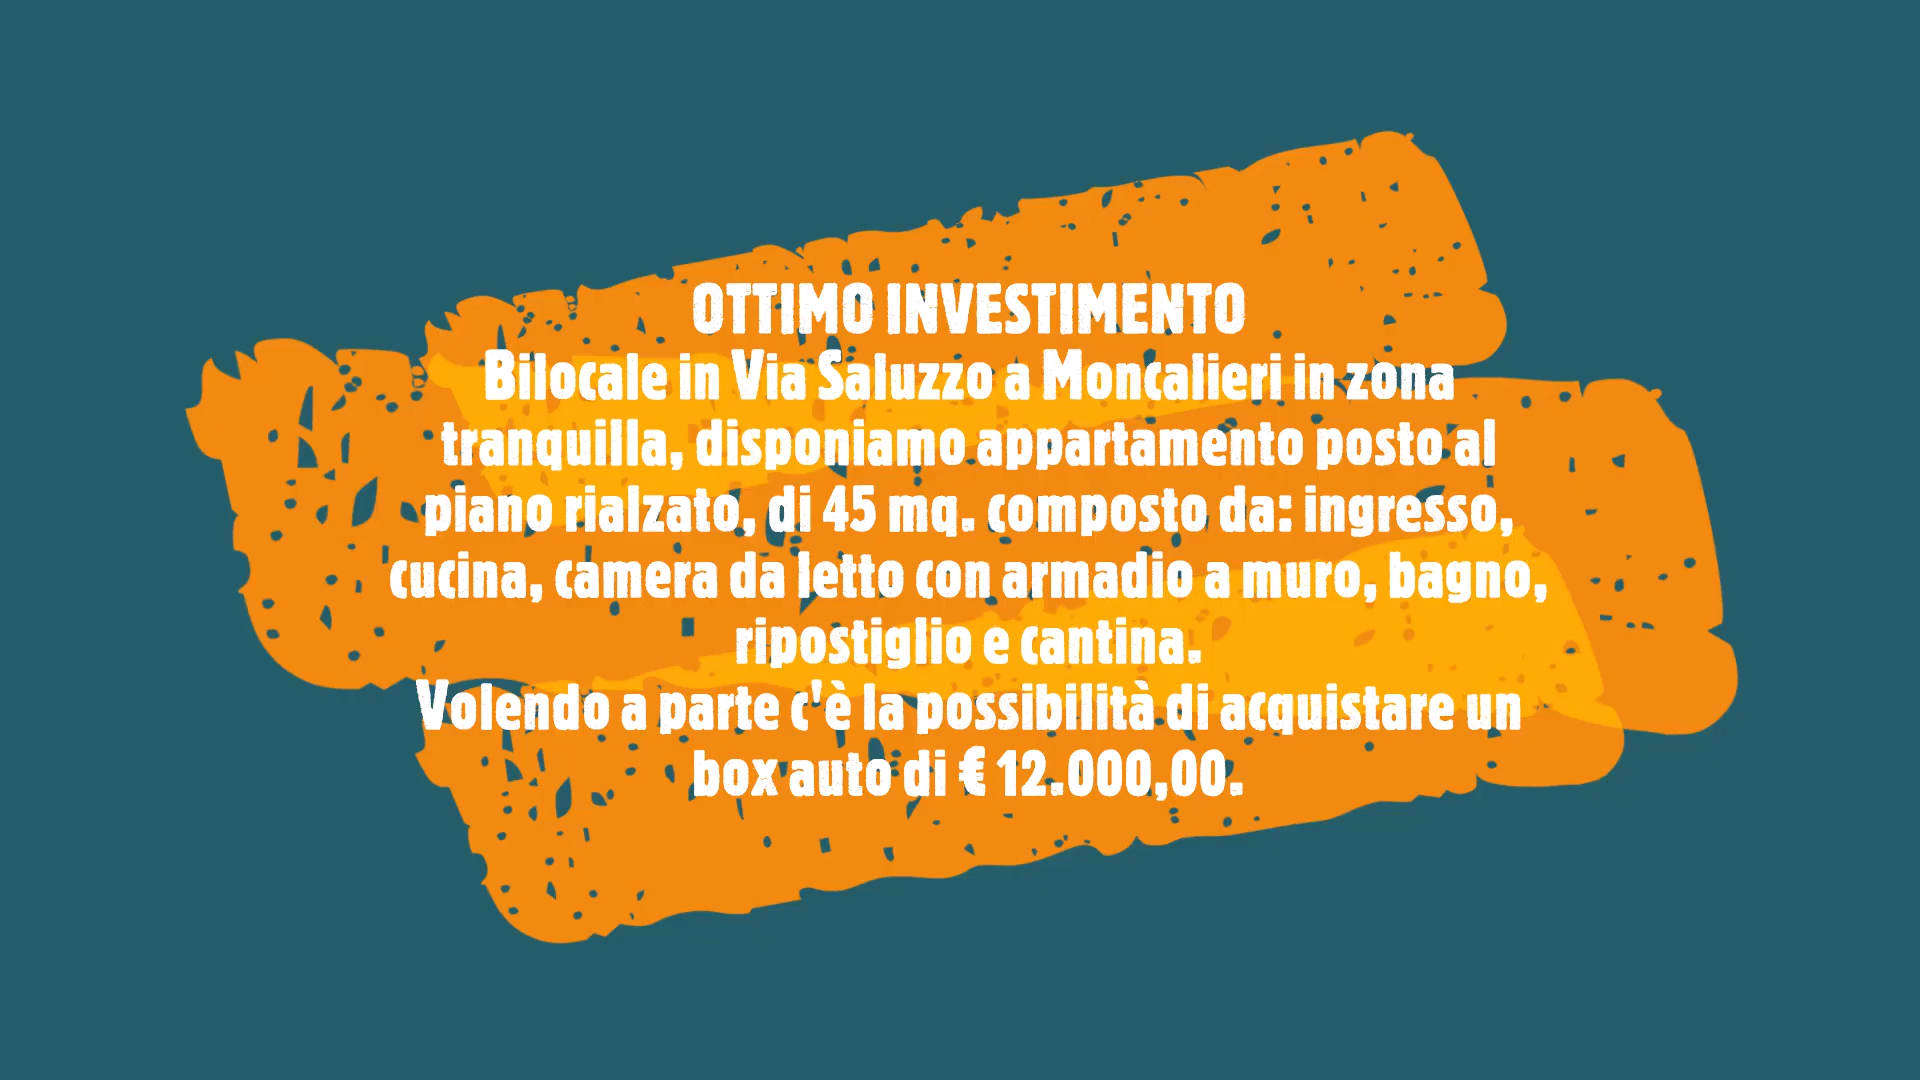 OTTIMO INVESTIMENTO
Bilocale in Via Saluzzo a Moncalieri in zona
tranquilla, disponiamo appartamento posto al
piano rialzato, di 45 mq. composto da: ingresso,
cucina, camera da letto con armadio a muro, bagno,
ripostiglio e cantina.
Volendo a parte c'è la possibilità di acquistare un
box auto di € 12.000,00.